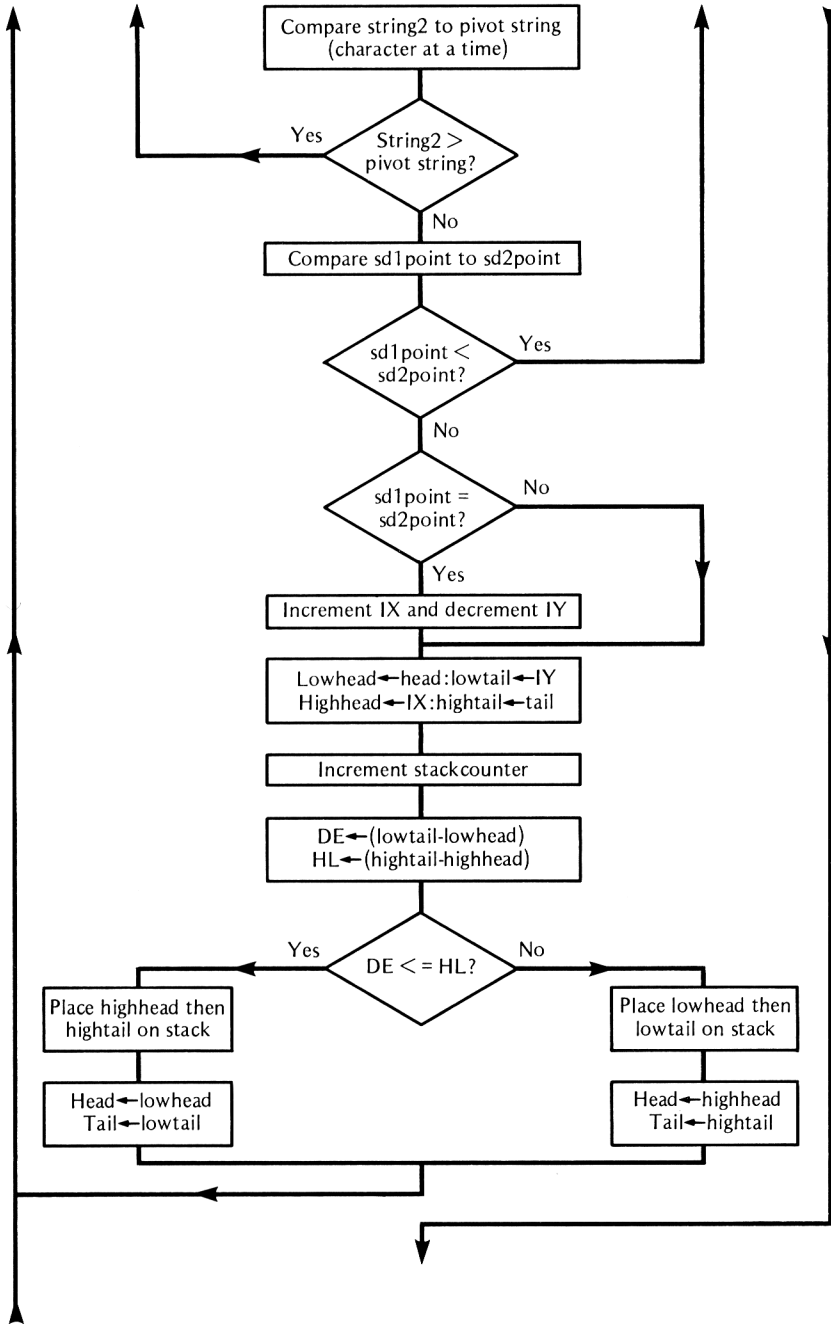 Compare string2 to pivot string
(character at a time)
Yes
String2 >
pivot string?
No
Compare sd1point to sd2point
sd1point <
sd2point?
Yes
No
sd1point =
sd2point?
No
Yes
Increment IX and decrement IY
Lowhead←head:lowtail←IY
Highhead←IX:hightail←tail
Increment stackcounter
DE←(lowtail-lowhead)
HL←(hightail-highhead)
Yes
DE < = HL?
No
Place highhead then
hightail on stack
Place lowhead then
lowtail on stack
Head←lowhead
Tail←lowtail
Head←highhead
Tail←hightail